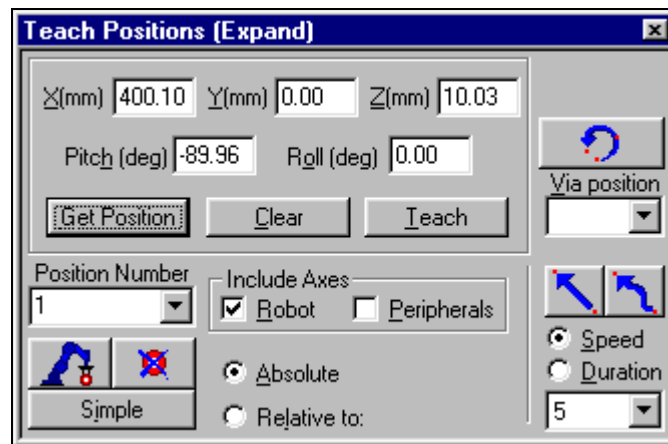 Teach Positions (Expand)
X(mm) 400.10 Y(mm) 0.00 Z(mm) 10.03
Pitch (deg) -89.96 Roll (deg) 0.00
Get Position Clear Teach
Via position
Position Number
1
Include Axes
Robot Peripherals
Simple
Absolute
Relative to:
Speed
Duration
5